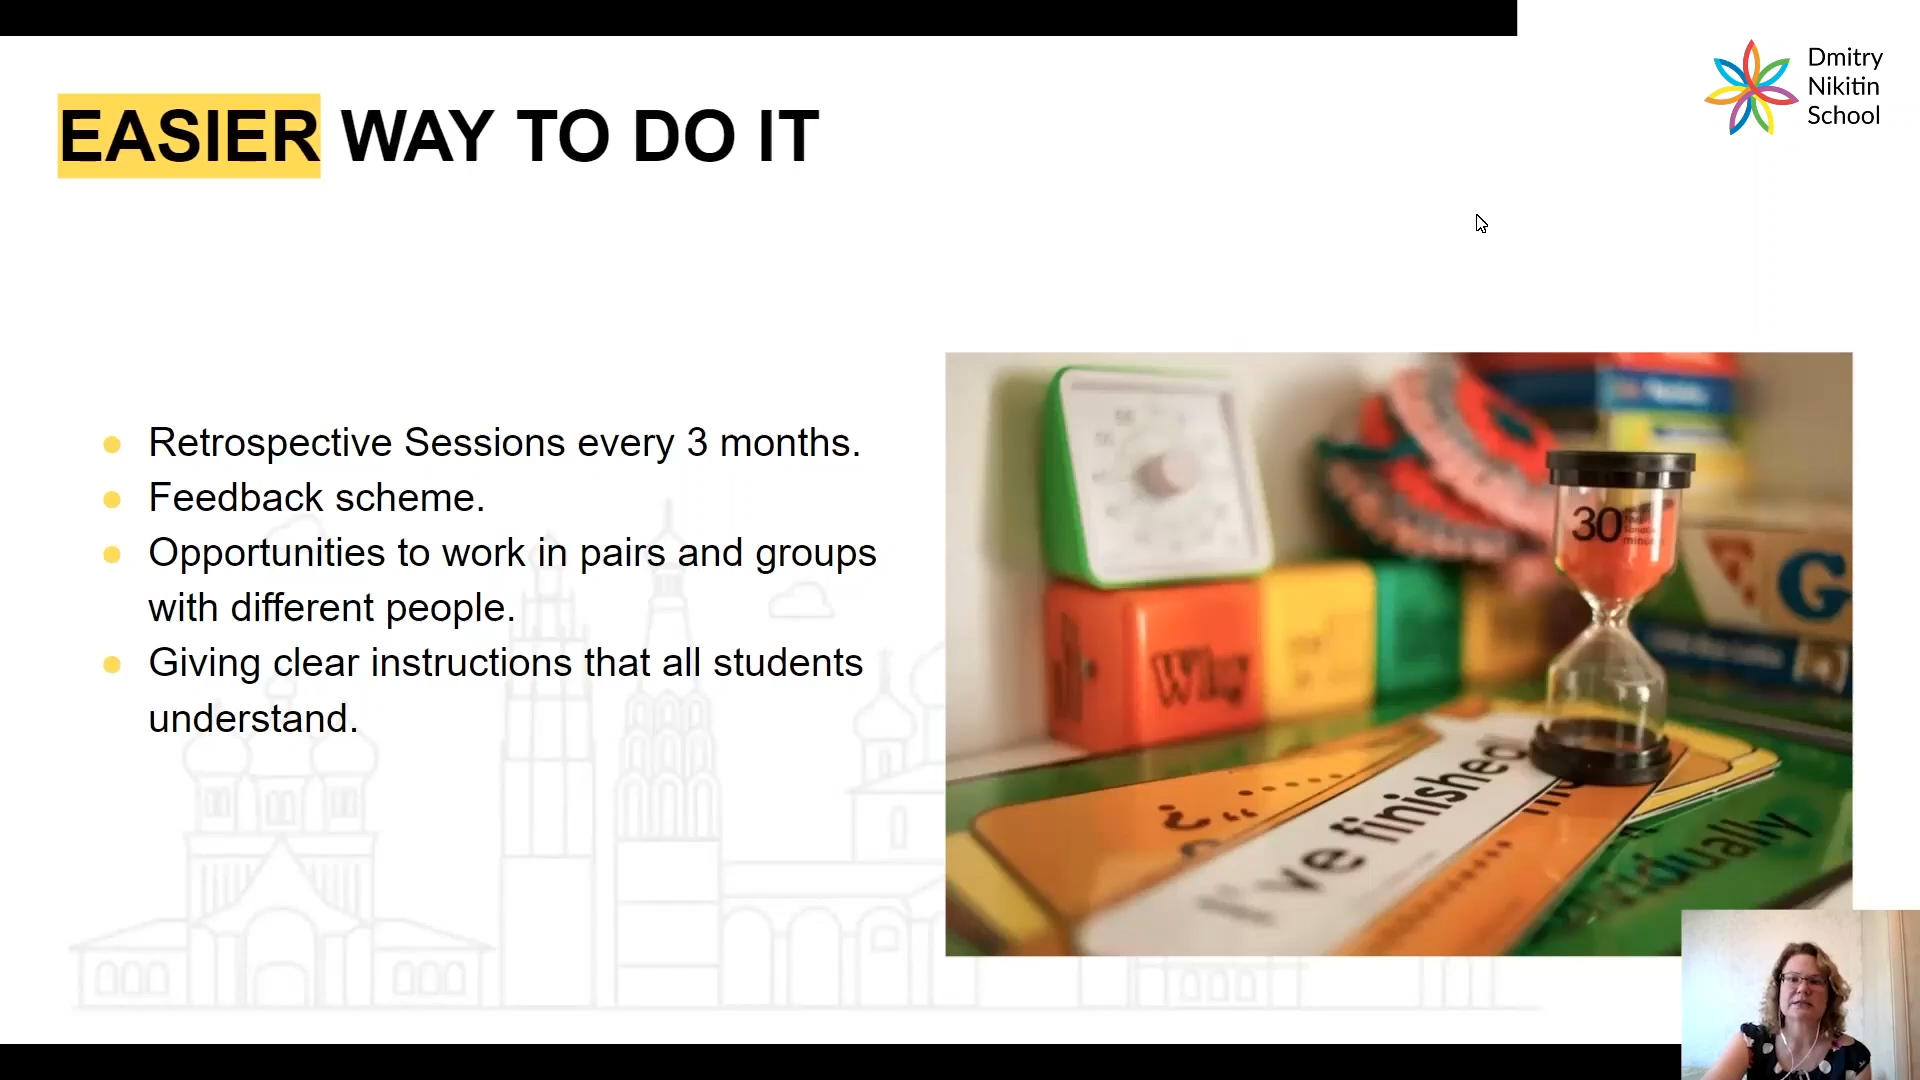 EASIER WAY TO DO IT
Dmitry
Nikitin
School
Retrospective Sessions every 3 months.
Feedback scheme.
Opportunities to work in pairs and groups
with different people.
Giving clear instructions that all students
understand.
30
Why
G
I've finished